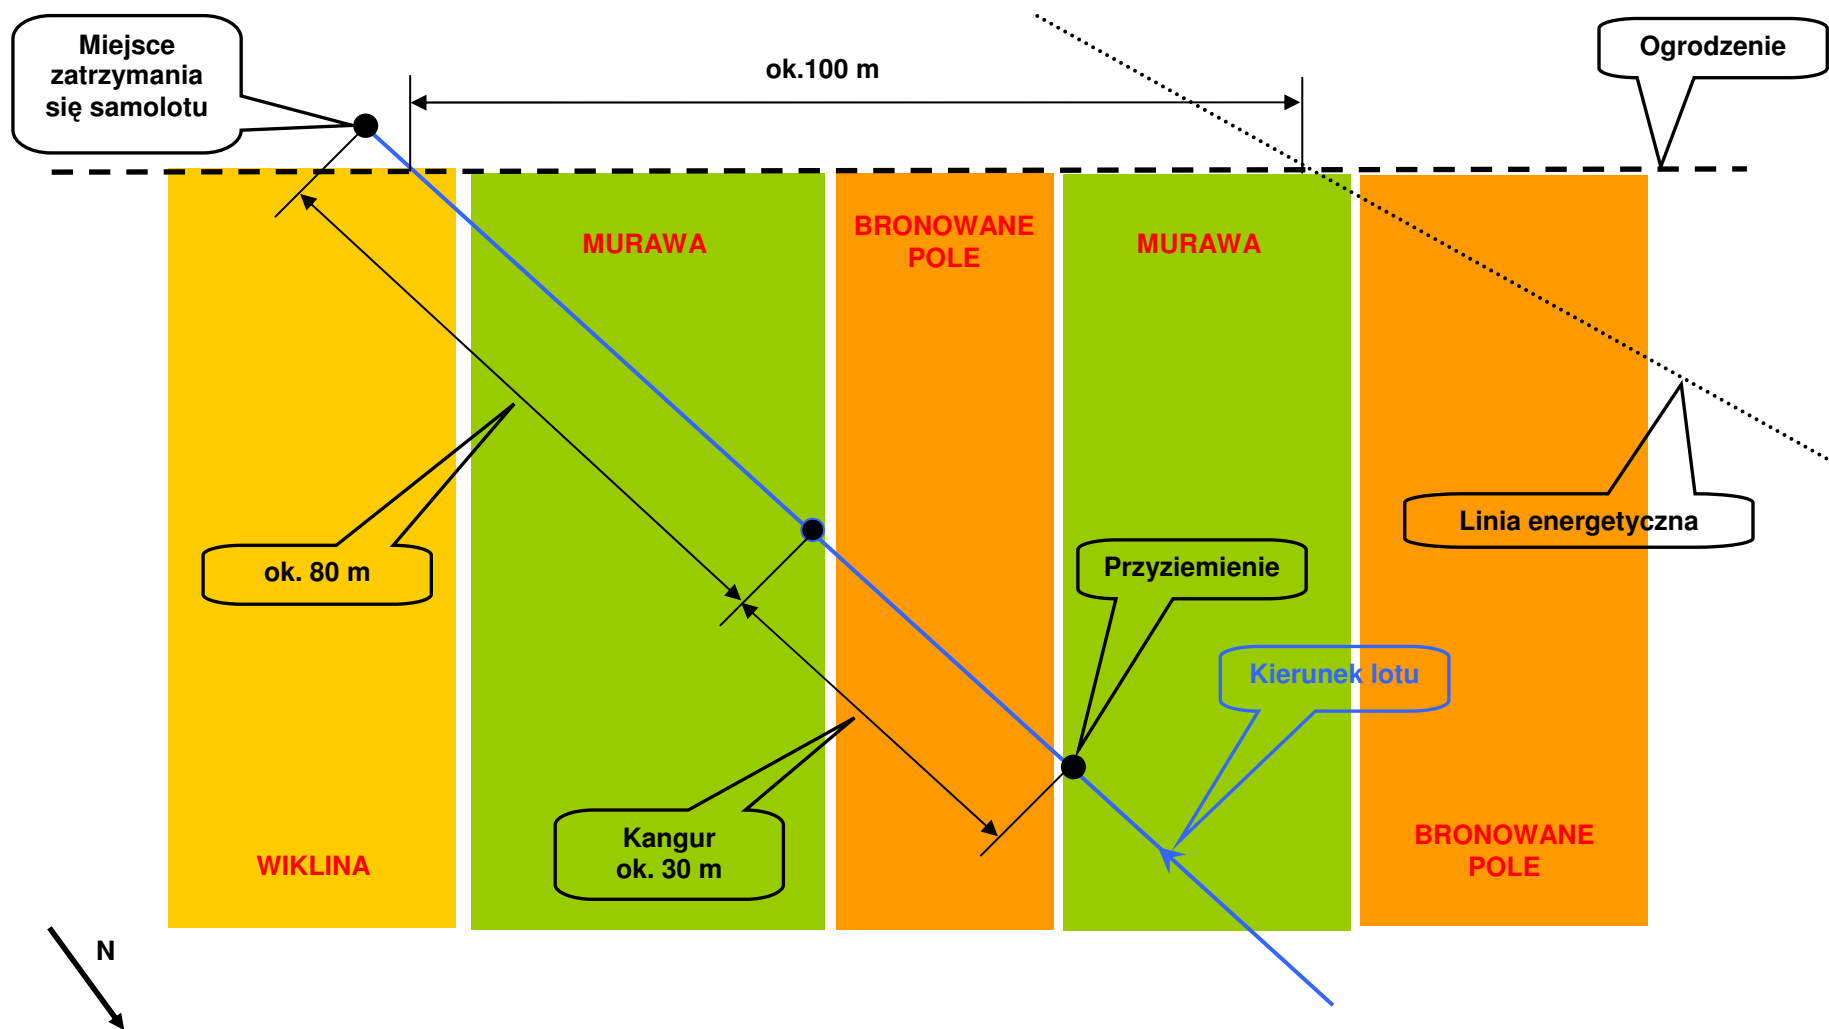 Miejsce
zatrzymania
się samolotu
ok.100 m
Ogrodzenie
MURAWA
BRONOWANE
POLE
MURAWA
Linia energetyczna
ok. 80 m
Przyziemienie
Kierunek lotu
Kangur
ok. 30 m
WIKLINA
BRONOWANE
POLE
N